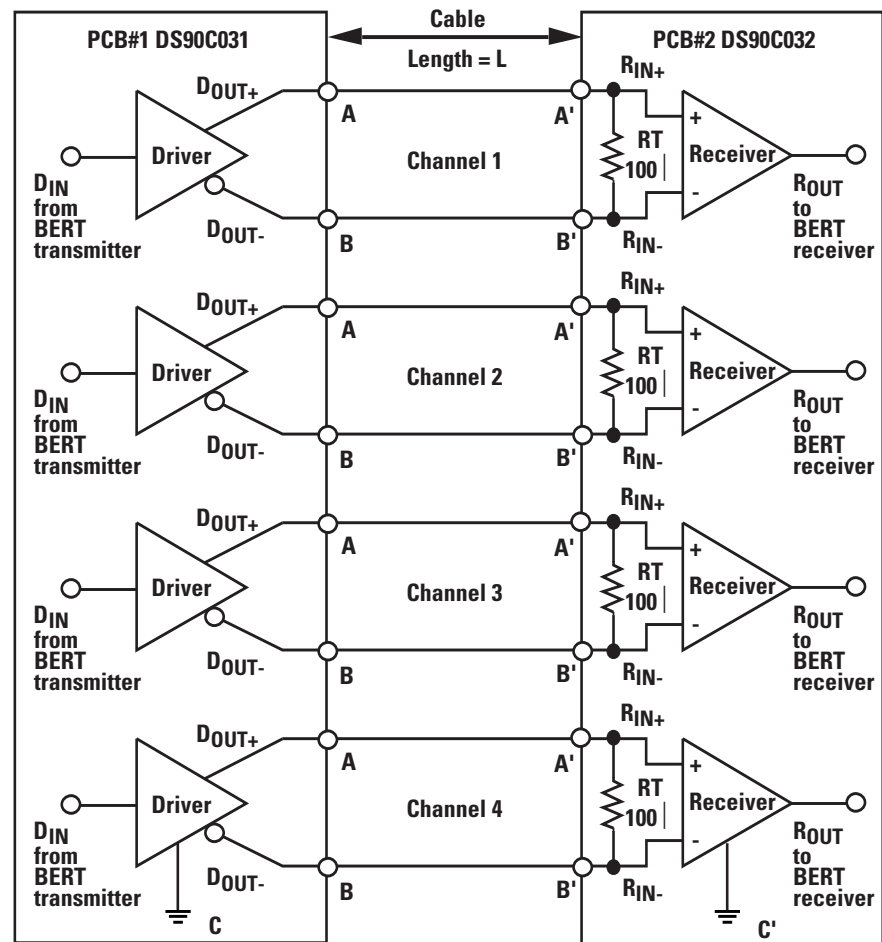 Cable
PCB#1 DS90C031
PCB#2 DS90C032
Length = L
DOUT+
A
A'
RIN+
+
Driver
Channel 1
RT
100 |
Receiver
DIN
from
BERT
transmitter
-
ROUT
to
BERT
receiver
DOUT-
B
B'
RIN-
DOUT+
A
A'
RIN+
+
Driver
Channel 2
RT
100 |
Receiver
DIN
from
BERT
transmitter
-
ROUT
to
BERT
receiver
DOUT-
B
B'
RIN-
DOUT+
A
A'
RIN+
+
Driver
Channel 3
RT
100 |
Receiver
DIN
from
BERT
transmitter
-
ROUT
to
BERT
receiver
DOUT-
B
B'
RIN-
DOUT+
A
A'
RIN+
+
Driver
Channel 4
RT
100 |
Receiver
DIN
from
BERT
transmitter
-
ROUT
to
BERT
receiver
DOUT-
B
B'
RIN-
C
C'